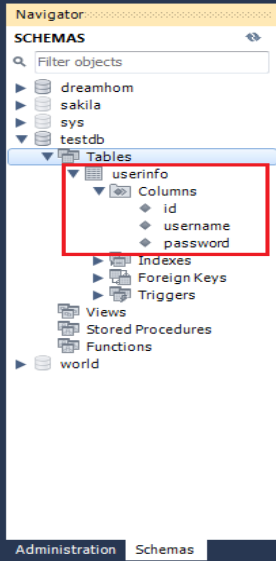 Navigator
SCHEMAS
Filter objects
dreamhom
sakila
sys
testdb
Tables
userinfo
Columns
id
username
password
Indexes
Foreign Keys
Triggers
Views
Stored Procedures
Functions
world
Administration Schemas